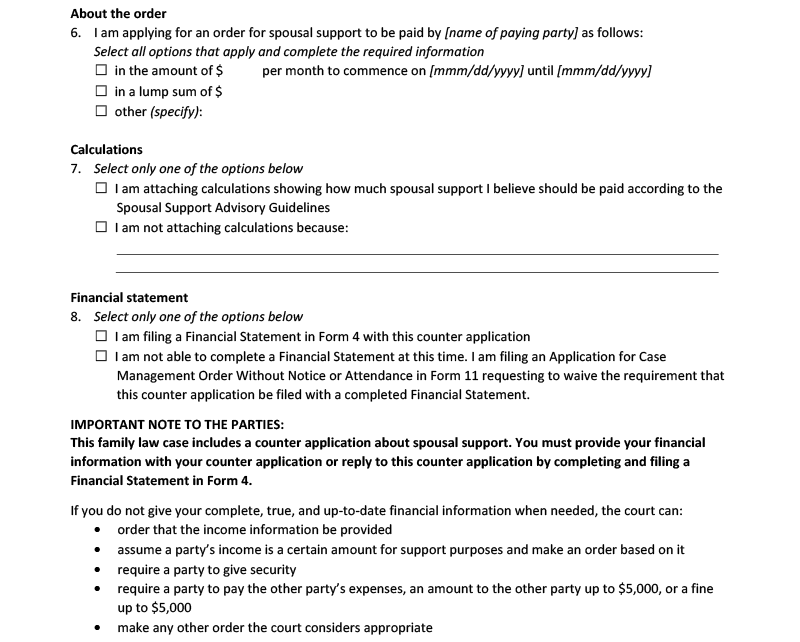 About the order
6. I am applying for an order for spousal support to be paid by [name of paying party] as follows:
Select all options that apply and complete the required information
☐ in the amount of $ per month to commence on [mmm/dd/yyyy] until [mmm/dd/yyyy]
☐ in a lump sum of $
☐ other (specify):
Calculations
7. Select only one of the options below
☐ I am attaching calculations showing how much spousal support I believe should be paid according to the
Spousal Support Advisory Guidelines
☐ I am not attaching calculations because:
Financial statement
8. Select only one of the options below
☐ I am filing a Financial Statement in Form 4 with this counter application
☐ I am not able to complete a Financial Statement at this time. I am filing an Application for Case
Management Order Without Notice or Attendance in Form 11 requesting to waive the requirement that
this counter application be filed with a completed Financial Statement.
IMPORTANT NOTE TO THE PARTIES:
This family law case includes a counter application about spousal support. You must provide your financial
information with your counter application or reply to this counter application by completing and filing a
Financial Statement in Form 4.
If you do not give your complete, true, and up-to-date financial information when needed, the court can:
• order that the income information be provided
• assume a party's income is a certain amount for support purposes and make an order based on it
• require a party to give security
• require a party to pay the other party's expenses, an amount to the other party up to $5,000, or a fine
up to $5,000
• make any other order the court considers appropriate